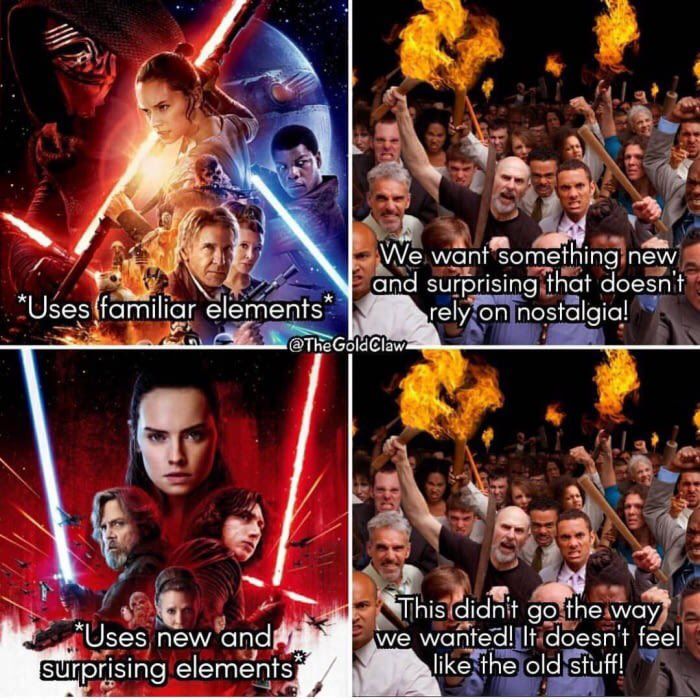 *Uses familiar elements*
We want something new
and surprising that doesn't
rely on nostalgia!
@TheGoldClaw
*Uses new and
surprising elements*
This didn't go the way
we wanted! It doesn't feel
like the old stuff!